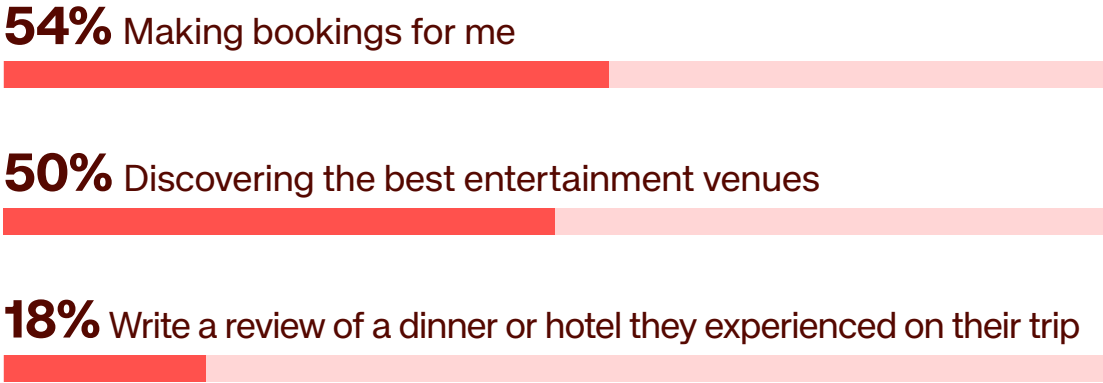 54% Making bookings for me
50% Discovering the best entertainment venues
18% Write a review of a dinner or hotel they experienced on their trip